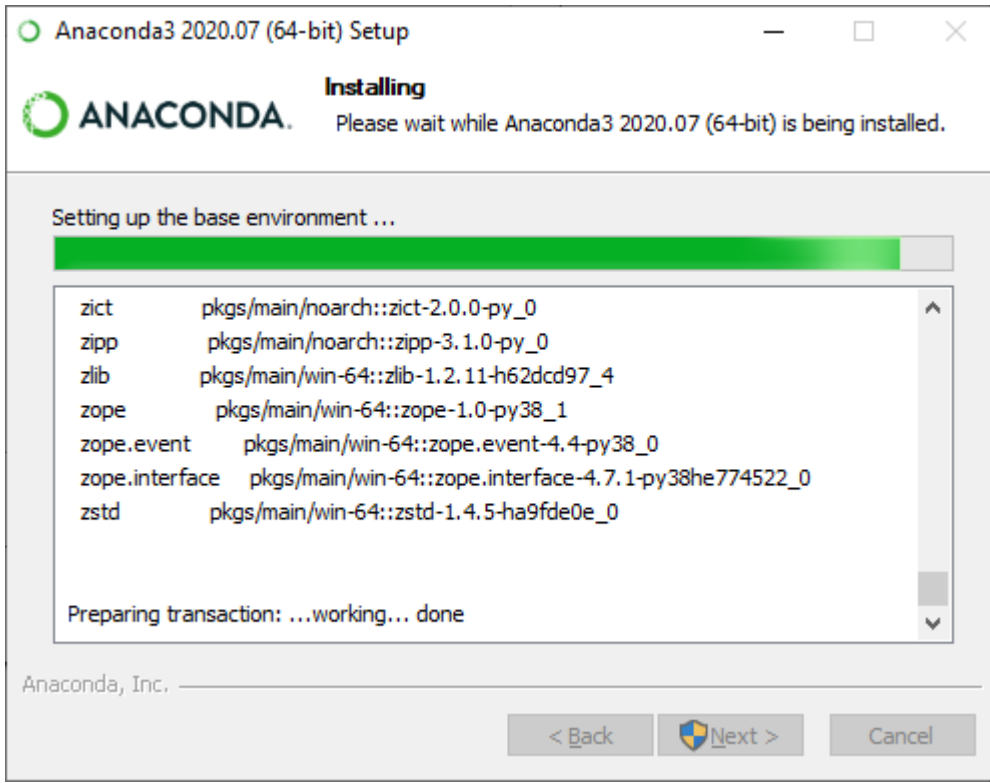 Anaconda3 2020.07 (64-bit) Setup
ANACONDA.
Installing
Please wait while Anaconda3 2020.07 (64-bit) is being installed.
Setting up the base environment ...
zict pkgs/main/noarch::zict-2.0.0-py_0
zipp pkgs/main/noarch::zipp-3.1.0-py_0
zlib pkgs/main/win-64::zlib-1.2.11-h62dcd97_4
zope pkgs/main/win-64::zope-1.0-py38_1
zope.event pkgs/main/win-64::zope.event-4.4-py38_0
zope.interface pkgs/main/win-64::zope.interface-4.7.1-py38he774522_0
zstd pkgs/main/win-64::zstd-1.4.5-ha9fde0e_0
Preparing transaction: ...working... done
Anaconda, Inc.
< Back Next > Cancel